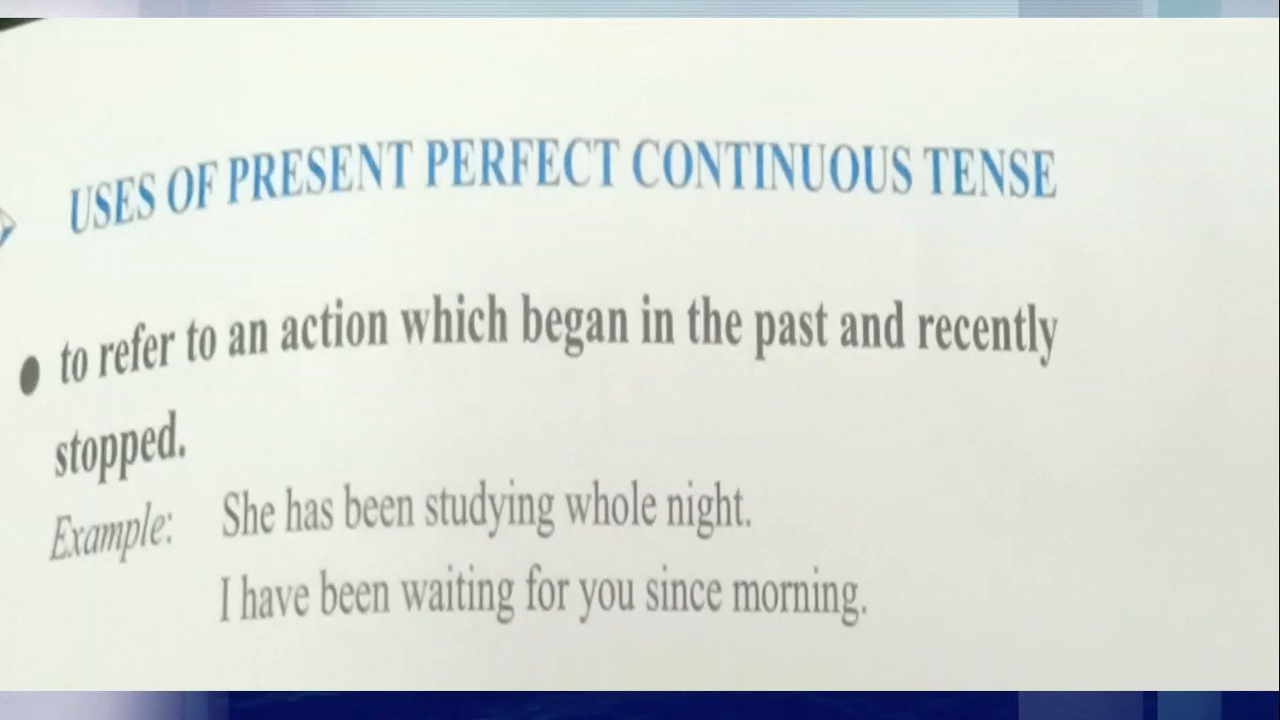 USES OF PRESENT PERFECT CONTINUOUS TENSE
● to refer to an action which began in the past and recently
stopped.
Example: She has been studying whole night.
I have been waiting for you since morning.